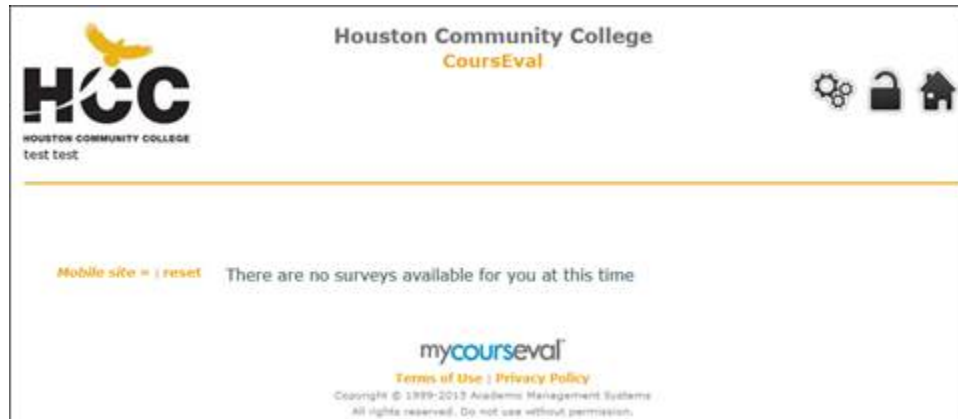 Houston Community College
CoursEval
HCC
HOUSTON COMMUNITY COLLEGE
test test
Mobile site = | reset
There are no surveys available for you at this time
mycourseval
Terms of Use | Privacy Policy
Copyright © 1999-2013 Academic Management Systems
All rights reserved. Do not use without permission.